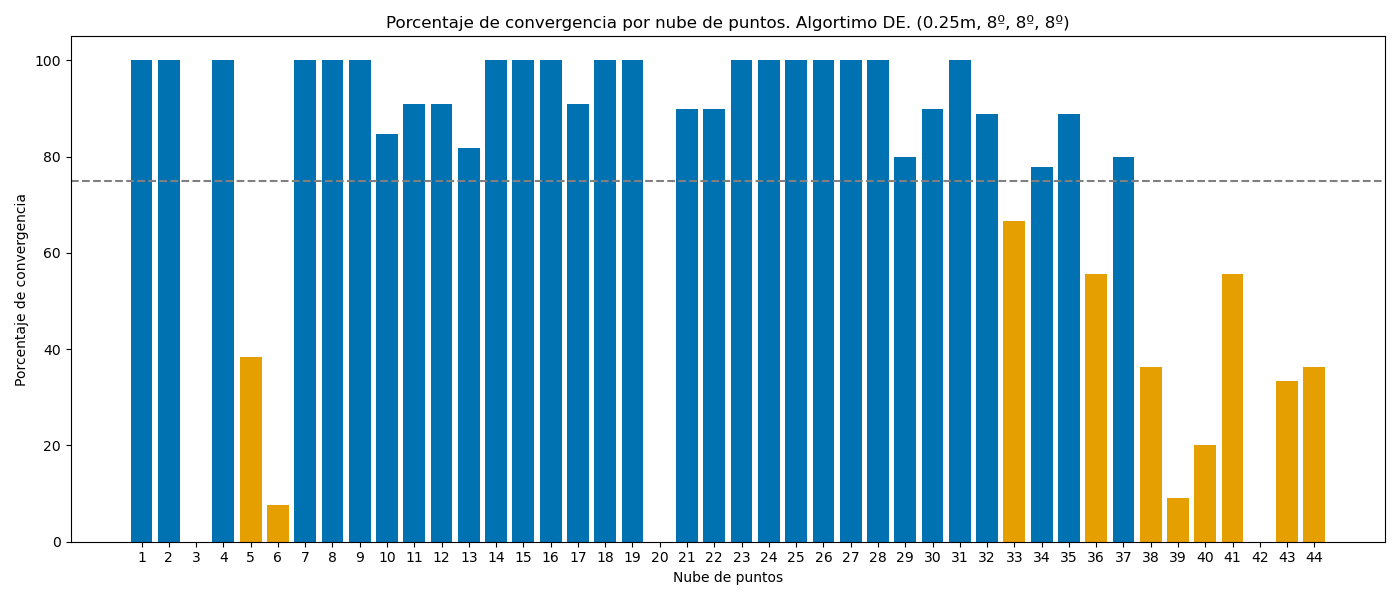 Porcentaje de convergencia por nube de puntos. Algortimo DE. (0.25m, 8º, 8º, 8º)
Porcentaje de convergencia
100
80
60
40
20
0
1 2 3 4 5 6 7 8 9 10 11 12 13 14 15 16 17 18 19 20 21 22 23 24 25 26 27 28 29 30 31 32 33 34 35 36 37 38 39 40 41 42 43 44
Nube de puntos